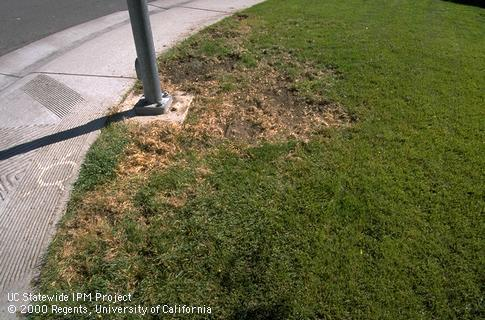 UC Statewide IPM Project
© 2000 Regents, University of California